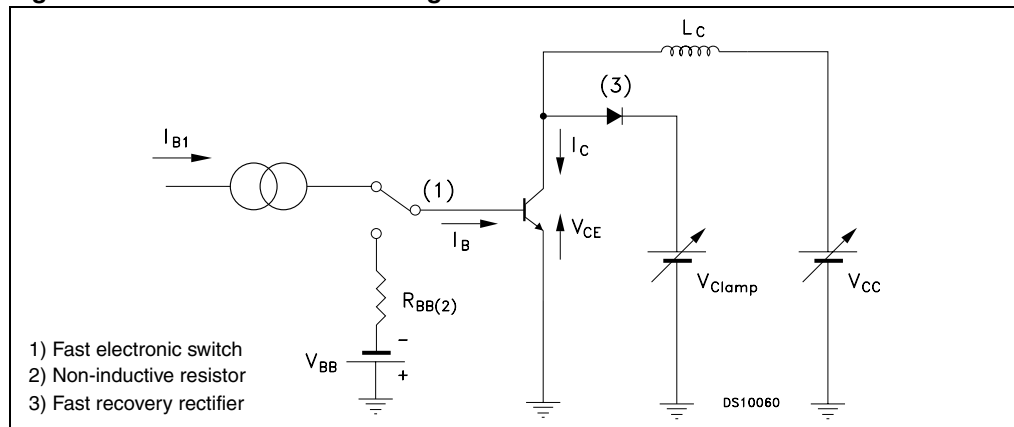 L_C
(3)
I_B1
I_C
(1)
I_B
V_CE
R_BB(2)
V_Clamp
V_CC
V_BB
-
+
1) Fast electronic switch
2) Non-inductive resistor
3) Fast recovery rectifier
DS10060